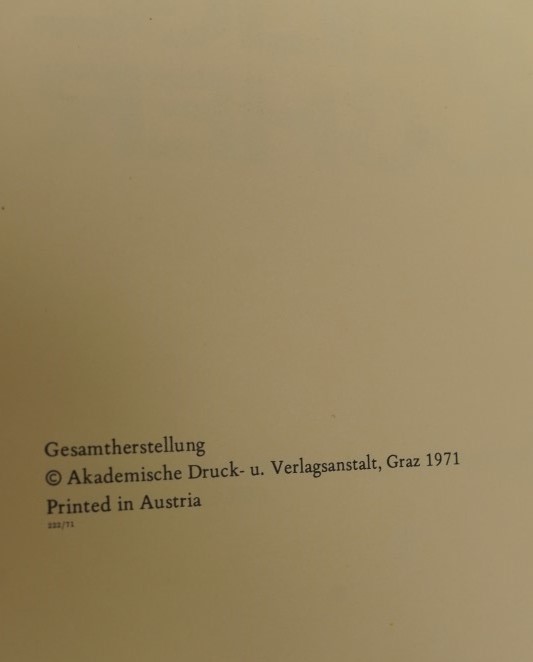 Gesamtherstellung
© Akademische Druck- u. Verlagsanstalt, Graz 1971
Printed in Austria